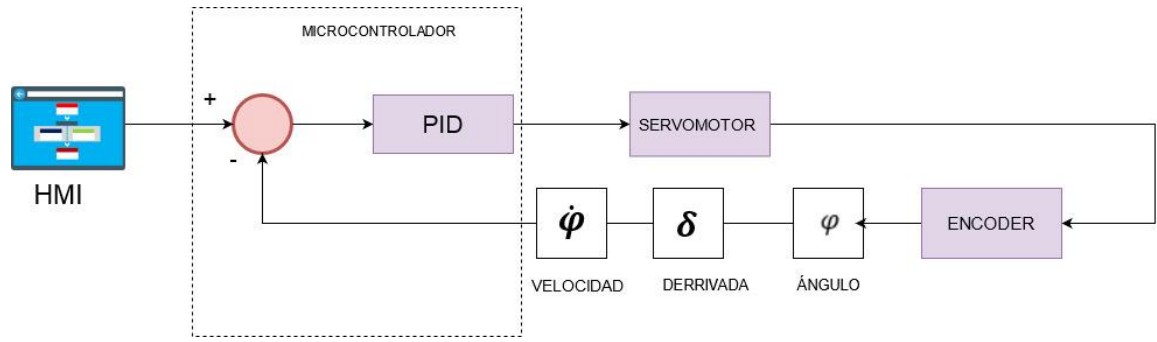 MICROCONTROLADOR
+
PID
SERVOMOTOR
-
HMI
φ̇
δ
φ
ENCODER
VELOCIDAD
DERRIVADA
ÁNGULO